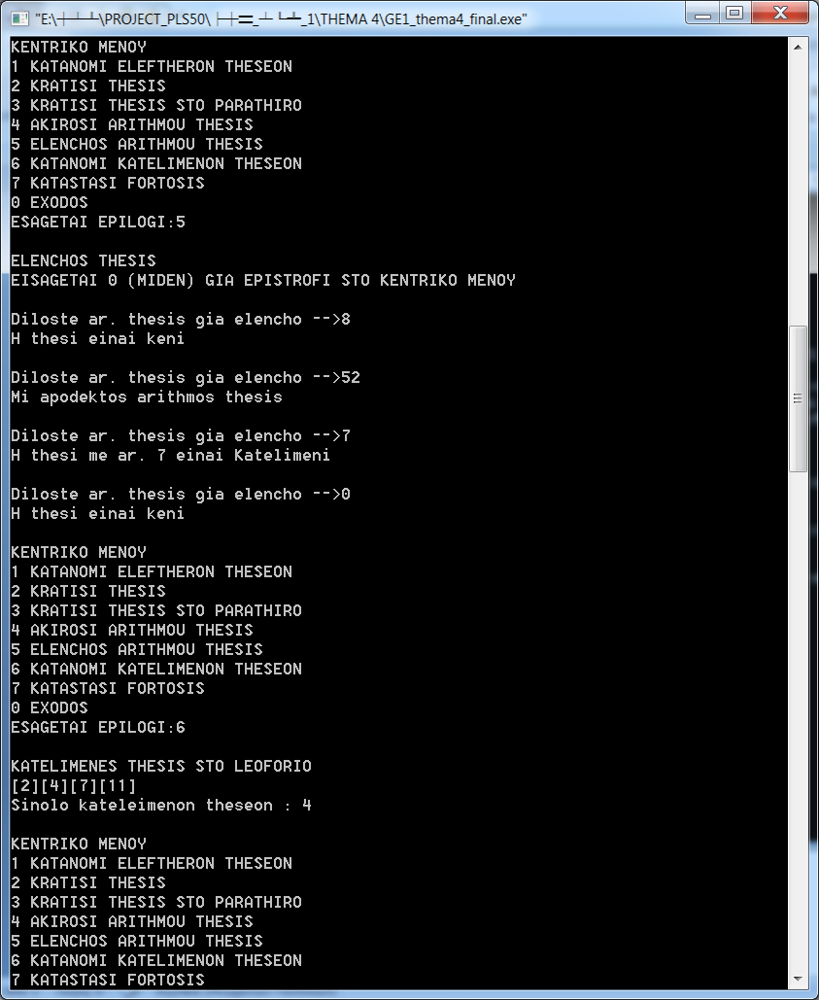 "E:\┼┴┴╨\PROJECT_PLS50\ ├┼══_┴└╧_1\THEMA 4\GE1_thema4_final.exe"
KENTRIKO MENOY
1 KATANOMI ELEFTHERON THESEON
2 KRATISI THESIS
3 KRATISI THESIS STO PARATHIRO
4 AKIROSI ARITHMOU THESIS
5 ELENCHOS ARITHMOU THESIS
6 KATANOMI KATELIMENON THESEON
7 KATASTASI FORTOSIS
0 EXODOS
ESAGETAI EPILOGI:5
ELENCHOS THESIS
EISAGETAI 0 (MIDEN) GIA EPISTROFI STO KENTRIKO MENOY
Diloste ar. thesis gia elencho -->8
H thesi einai keni
Diloste ar. thesis gia elencho -->52
Mi apodektos arithmos thesis
Diloste ar. thesis gia elencho -->7
H thesi me ar. 7 einai Katelimeni
Diloste ar. thesis gia elencho -->0
H thesi einai keni
KENTRIKO MENOY
1 KATANOMI ELEFTHERON THESEON
2 KRATISI THESIS
3 KRATISI THESIS STO PARATHIRO
4 AKIROSI ARITHMOU THESIS
5 ELENCHOS ARITHMOU THESIS
6 KATANOMI KATELIMENON THESEON
7 KATASTASI FORTOSIS
0 EXODOS
ESAGETAI EPILOGI:6
KATELIMENES THESIS STO LEOFORIO
[2][4][7][11]
Sinolo kateleimenon theseon : 4
KENTRIKO MENOY
1 KATANOMI ELEFTHERON THESEON
2 KRATISI THESIS
3 KRATISI THESIS STO PARATHIRO
4 AKIROSI ARITHMOU THESIS
5 ELENCHOS ARITHMOU THESIS
6 KATANOMI KATELIMENON THESEON
7 KATASTASI FORTOSIS